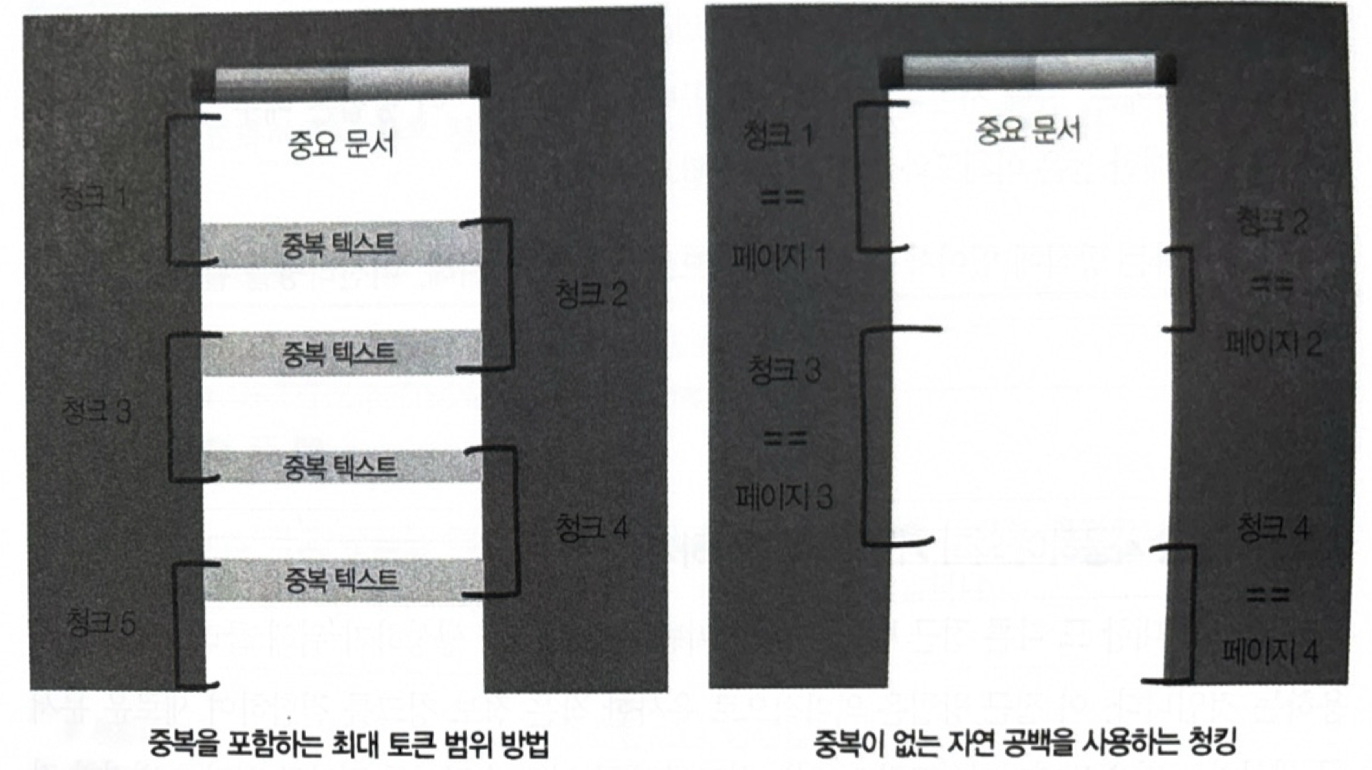 중요 문서
청크 1
중복 텍스트
청크 2
중복 텍스트
청크 3
중복 텍스트
청크 4
중복 텍스트
청크 5
중복을 포함하는 최대 토큰 범위 방법
중요 문서
청크 1
==
페이지 1
청크 2
==
페이지 2
청크 3
==
페이지 3
청크 4
==
페이지 4
중복이 없는 자연 공백을 사용하는 청킹